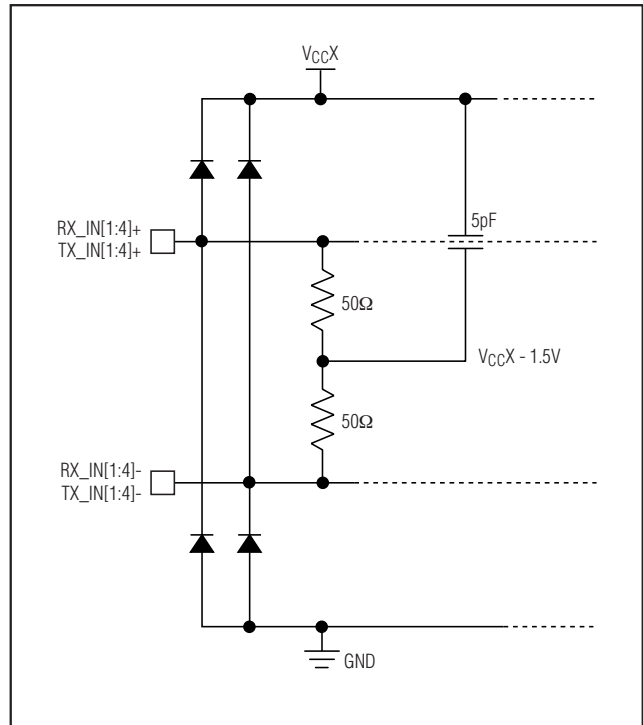 VCCX
5pF
RX_IN[1:4]+
TX_IN[1:4]+
50Ω
VCCX - 1.5V
50Ω
RX_IN[1:4]-
TX_IN[1:4]-
GND